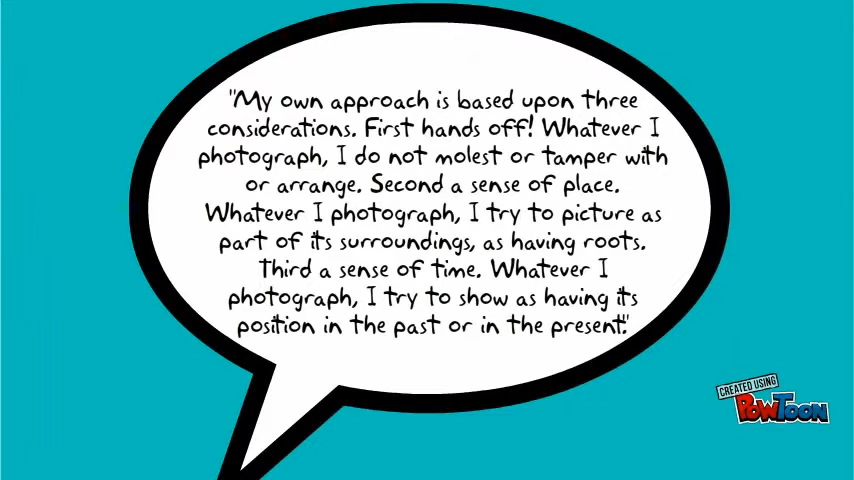 "My own approach is based upon three
considerations. First hands off! Whatever I
photograph, I do not molest or tamper with
or arrange. Second a sense of place.
Whatever I photograph, I try to picture as
part of its surroundings, as having roots.
Third a sense of time. Whatever I
photograph, I try to show as having its
position in the past or in the present."
CREATED USING
POWTOON